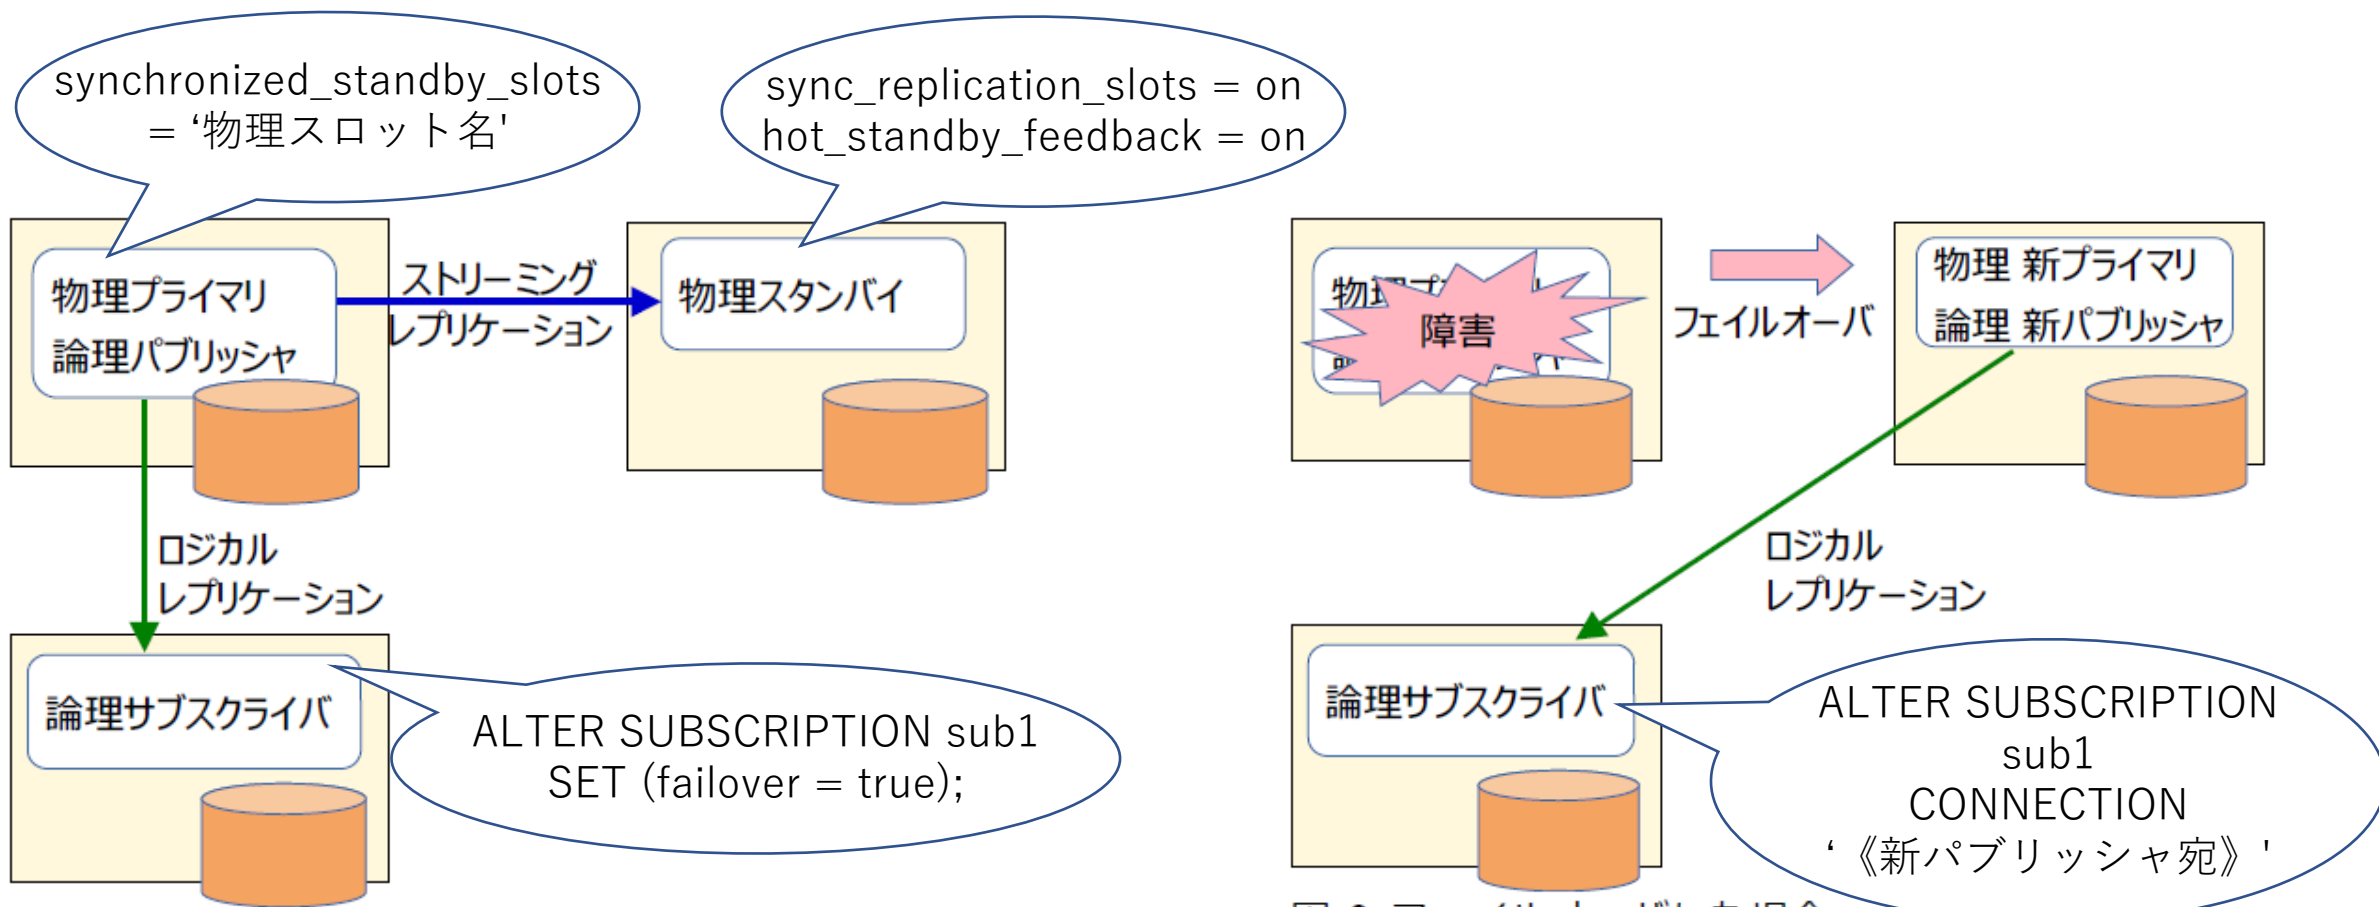 synchronized_standby_slots
= ‘物理スロット名'
sync_replication_slots = on
hot_standby_feedback = on
物理プライマリ
論理パブリッシャ
ストリーミング
レプリケーション
物理スタンバイ
ロジカル
レプリケーション
論理サブスクライバ
ALTER SUBSCRIPTION sub1
SET (failover = true);
障害
フェイルオーバ
物理 新プライマリ
論理 新パブリッシャ
ロジカル
レプリケーション
論理サブスクライバ
ALTER SUBSCRIPTION
sub1
CONNECTION
‘《新パブリッシャ宛》'